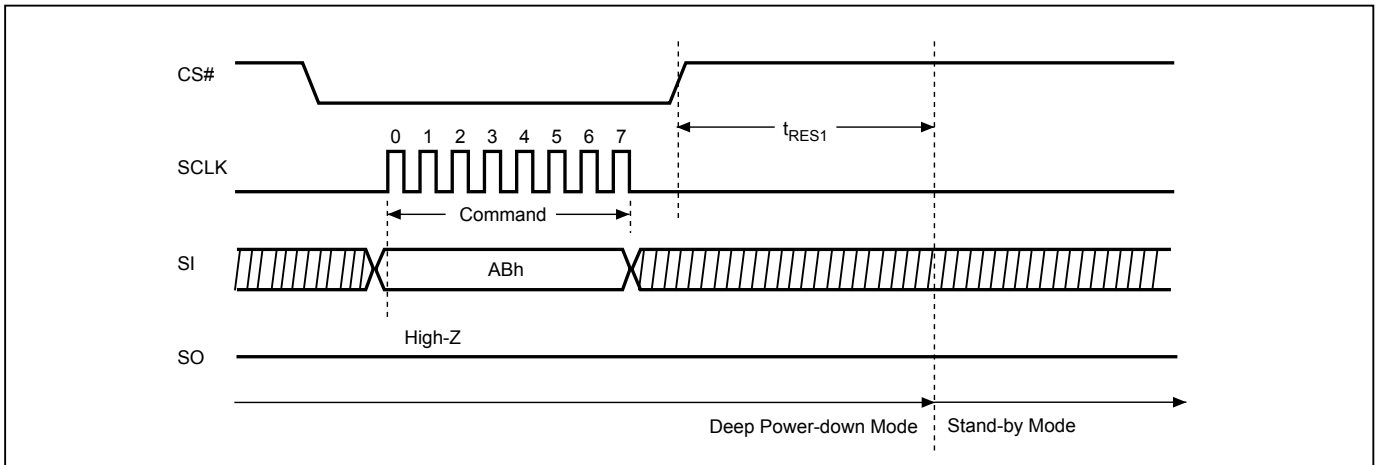 CS#
tRES1
0 1 2 3 4 5 6 7
SCLK
Command
SI
ABh
High-Z
SO
Deep Power-down Mode Stand-by Mode